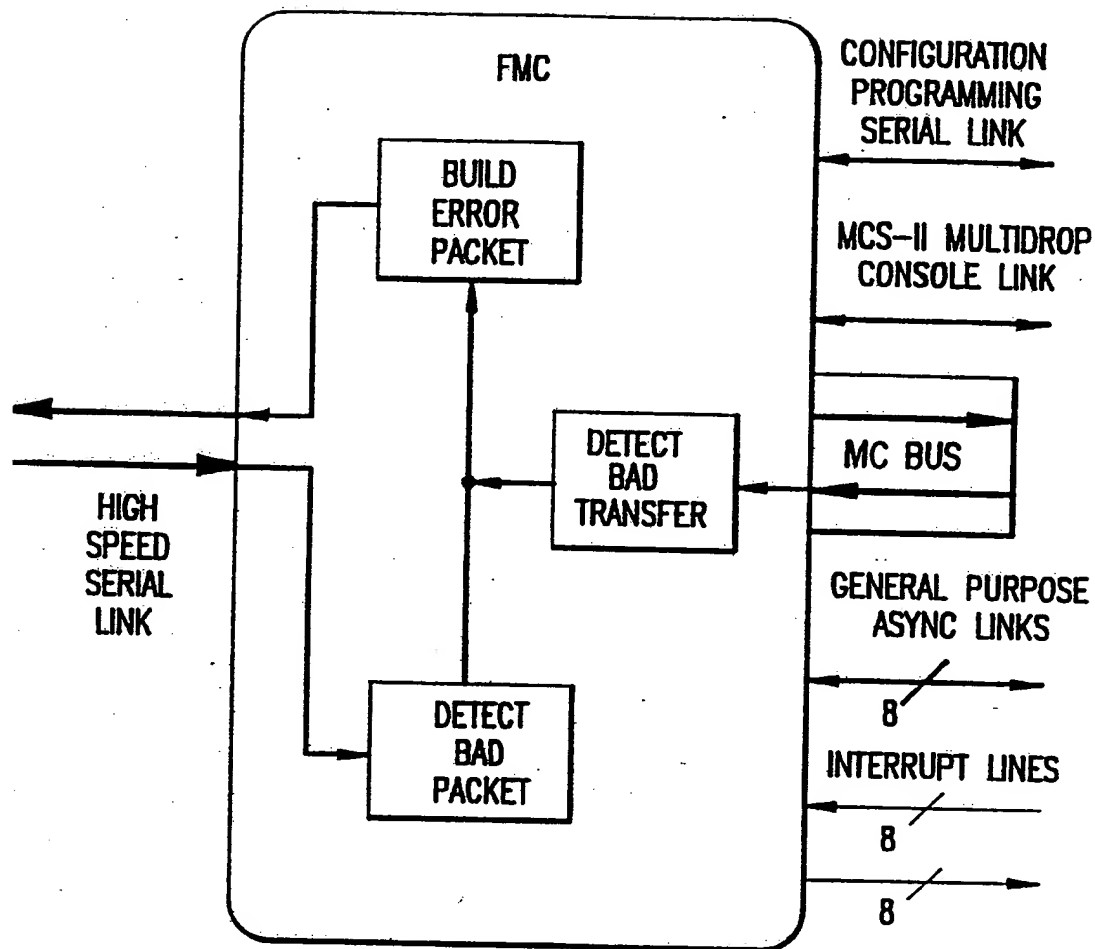 FMC
BUILD
ERROR
PACKET
DETECT
BAD
TRANSFER
DETECT
BAD
PACKET
HIGH
SPEED
SERIAL
LINK
CONFIGURATION
PROGRAMMING
SERIAL LINK
MCS-II MULTIDROP
CONSOLE LINK
MC BUS
GENERAL PURPOSE
ASYNC LINKS
8
INTERRUPT LINES
8
8